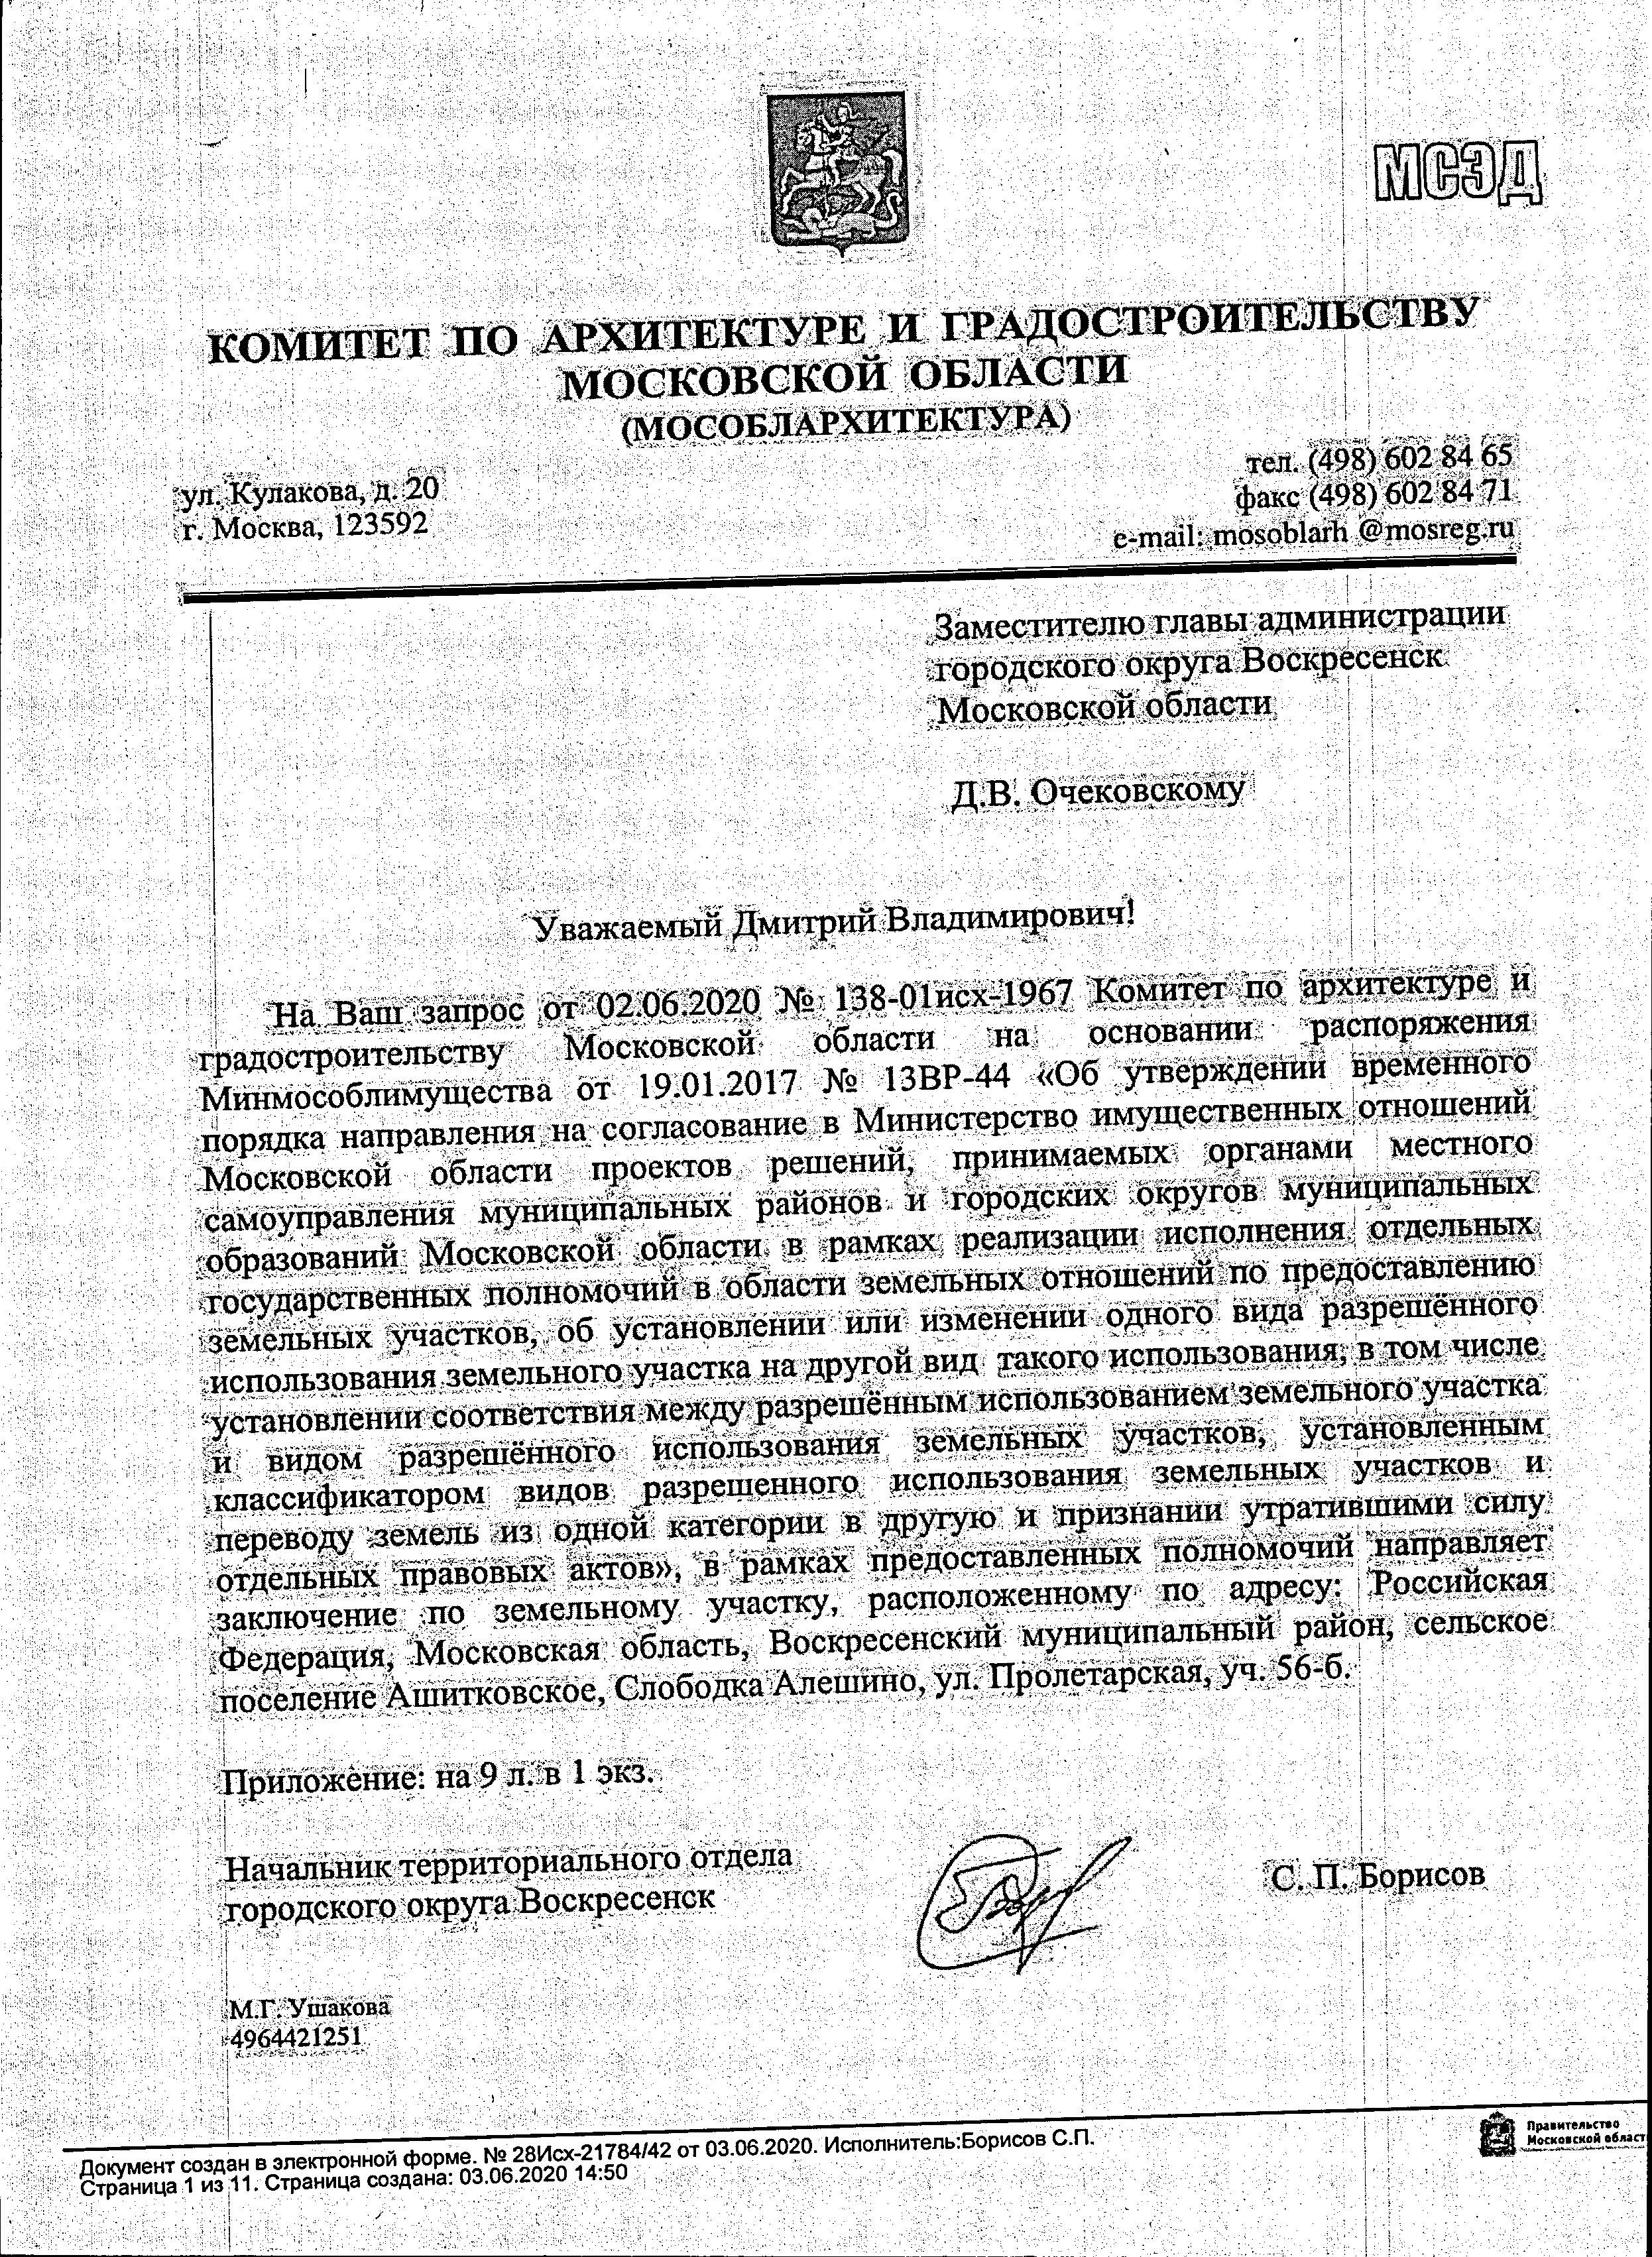 МСЭД
КОМИТЕТ ПО АРХИТЕКТУРЕ И ГРАДОСТРОИТЕЛЬСТВУ
МОСКОВСКОЙ ОБЛАСТИ
(МОСОБЛАРХИТЕКТУРА)
ул. Кулакова, д. 20
г. Москва, 123592
тел. (498) 602 84 65
факс (498) 602 84 71
e-mail: mosoblarh @mosreg.ru
Заместителю главы администрации
городского округа Воскресенск
Московской области
Д.В. Очековскому
Уважаемый Дмитрий Владимирович!
На Ваш запрос от 02.06.2020 № 138-01исх-1967 Комитет по архитектуре и
градостроительству Московской области на основании распоряжения
Минмособлимущества от 19.01.2017 № 13ВР-44 «Об утверждении временного
порядка направления на согласование в Министерство имущественных отношений
Московской области проектов решений, принимаемых органами местного
самоуправления муниципальных районов и городских округов муниципальных
образований Московской области в рамках реализации исполнения отдельных
государственных полномочий в области земельных отношений по предоставлению
земельных участков, об установлении или изменении одного вида разрешённого
использования земельного участка на другой вид такого использования, в том числе
установлении соответствия между разрешённым использованием земельного участка
и видом разрешённого использования земельных участков, установленным
классификатором видов разрешенного использования земельных участков и
переводу земель из одной категории в другую и признании утратившими силу
отдельных правовых актов», в рамках предоставленных полномочий направляет
заключение по земельному участку, расположенному по адресу: Российская
Федерация, Московская область, Воскресенский муниципальный район, сельское
поселение Ашитковское, Слободка Алешино, ул. Пролетарская, уч. 56-б.
Приложение: на 9 л. в 1 экз.
Начальник территориального отдела
городского округа Воскресенск
С. П. Борисов
М.Г. Ушакова
4964421251
Документ создан в электронной форме. № 28Исх-21784/42 от 03.06.2020. Исполнитель:Борисов С.П.
Страница 1 из 11. Страница создана: 03.06.2020 14:50
Правительство
Московской област